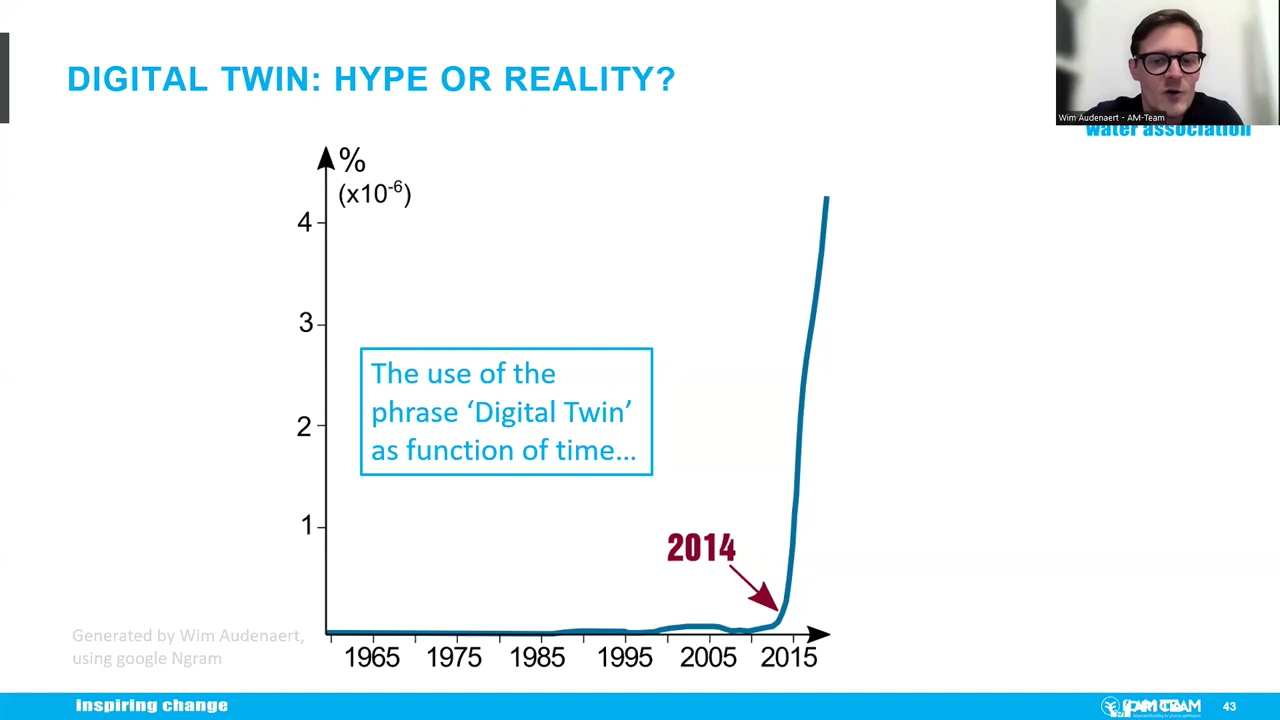 DIGITAL TWIN: HYPE OR REALITY?
Wim Audenaert - AM-Team
water association
%
(x10⁻⁶)
4
3
2
1
The use of the
phrase ‘Digital Twin’
as function of time...
2014
Generated by Wim Audenaert,
using google Ngram
1965 1975 1985 1995 2005 2015
inspiring change
AM-TEAM
43